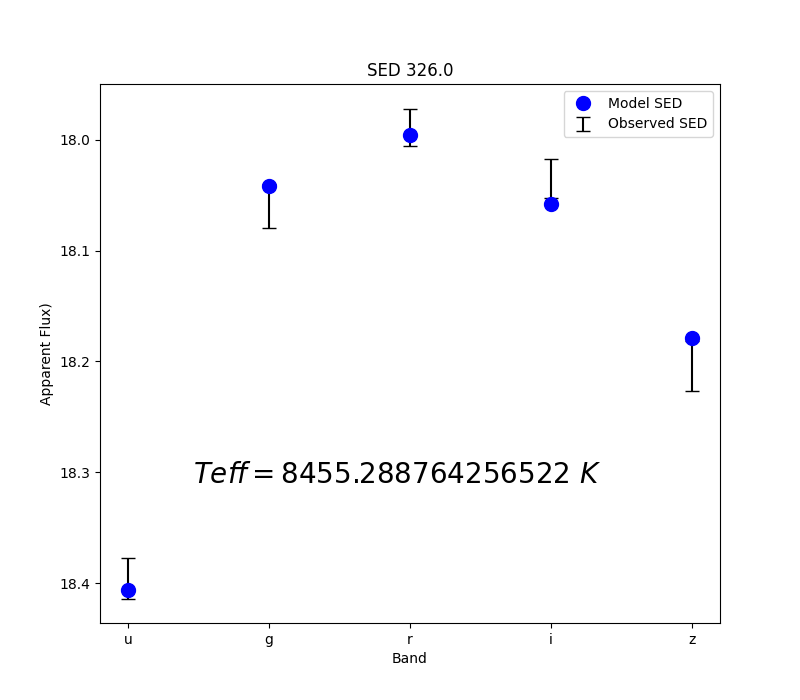 SED 326.0
Model SED
Observed SED
18.0
18.1
18.2
18.3
18.4
Apparent Flux)
Teff = 8455.288764256522 K
u g r i z
Band